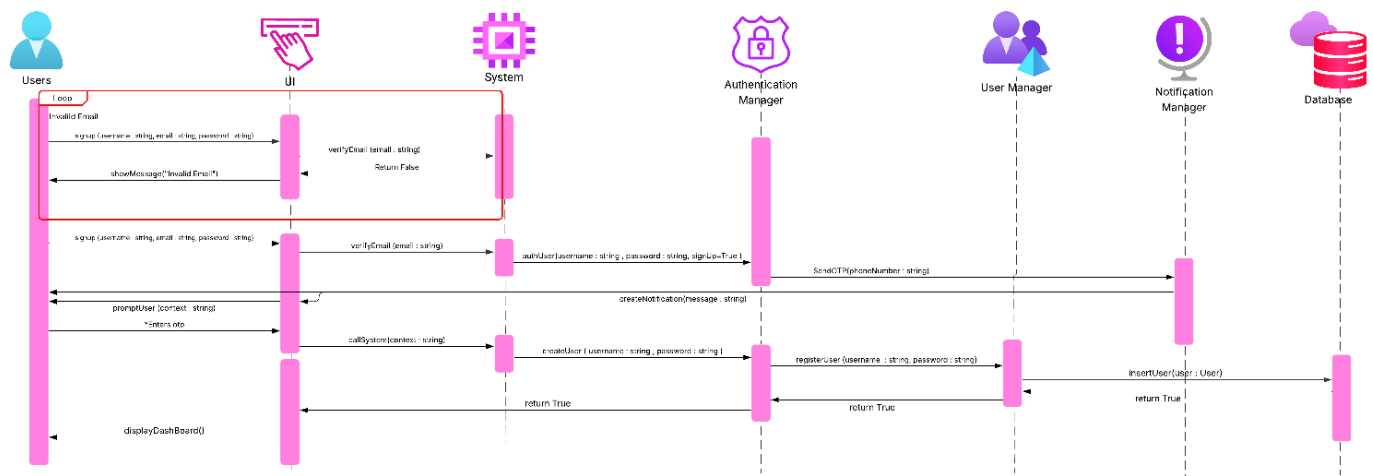 Users
UI
System
Authentication
Manager
User Manager
Notification
Manager
Database
Loop
Invalid Email
signup (username : string, email : string, password : string)
verifyEmail (email : string)
Return False
showMessage("Invalid Email")
signup (username : string, email : string, password : string)
verifyEmail (email : string)
authUser(username : string , password : string, signUp=True )
SendOTP(phoneNumber : string)
createNotification(message : string)
promptUser (context : string)
*Enters otp
callSystem(context : string)
createUser ( username : string , password : string )
registerUser (username : string, password : string)
insertUser(user : User)
return True
return True
return True
displayDashBoard()